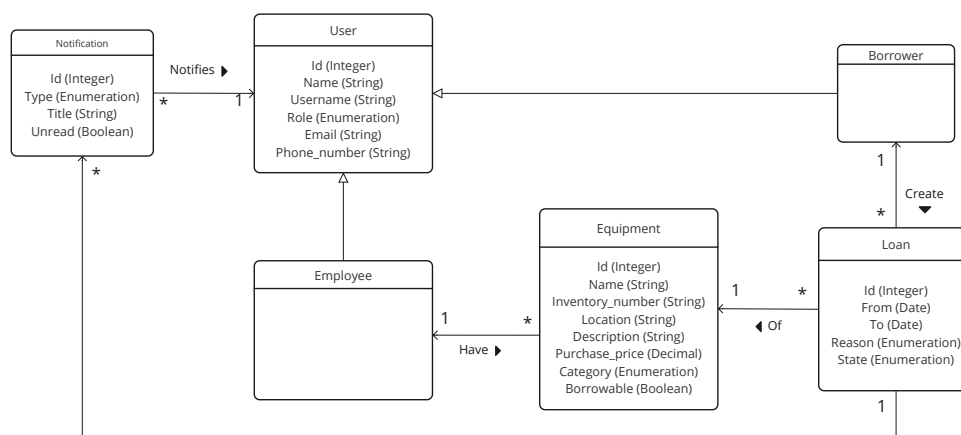 Notification
Id (Integer)
Type (Enumeration)
Title (String)
Unread (Boolean)
Notifies
*
1
User
Id (Integer)
Name (String)
Username (String)
Role (Enumeration)
Email (String)
Phone_number (String)
Borrower
1
Create
*
*
Employee
1
*
Have
Equipment
Id (Integer)
Name (String)
Inventory_number (String)
Location (String)
Description (String)
Purchase_price (Decimal)
Category (Enumeration)
Borrowable (Boolean)
1
*
Of
Loan
Id (Integer)
From (Date)
To (Date)
Reason (Enumeration)
State (Enumeration)
1